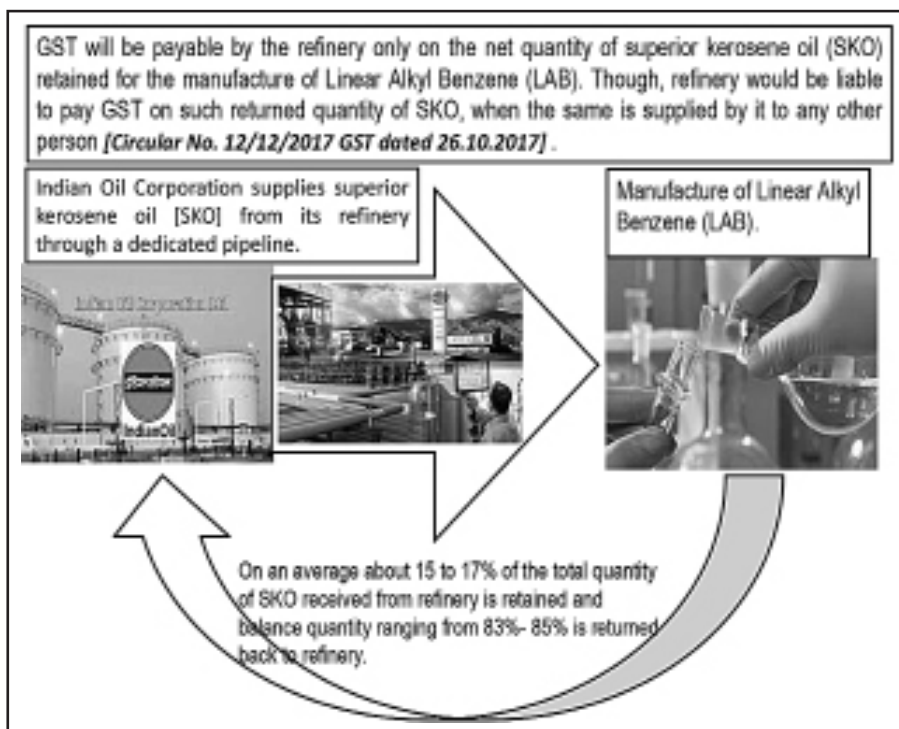 GST will be payable by the refinery only on the net quantity of superior kerosene oil (SKO)
retained for the manufacture of Linear Alkyl Benzene (LAB). Though, refinery would be liable
to pay GST on such returned quantity of SKO, when the same is supplied by it to any other
person [Circular No. 12/12/2017 GST dated 26.10.2017] .
Indian Oil Corporation supplies superior
kerosene oil [SKO] from its refinery
through a dedicated pipeline.
Manufacture of Linear Alkyl
Benzene (LAB).
Indian Oil Corporation Ltd
IndianOil
On an average about 15 to 17% of the total quantity
of SKO received from refinery is retained and
balance quantity ranging from 83%- 85% is returned
back to refinery.